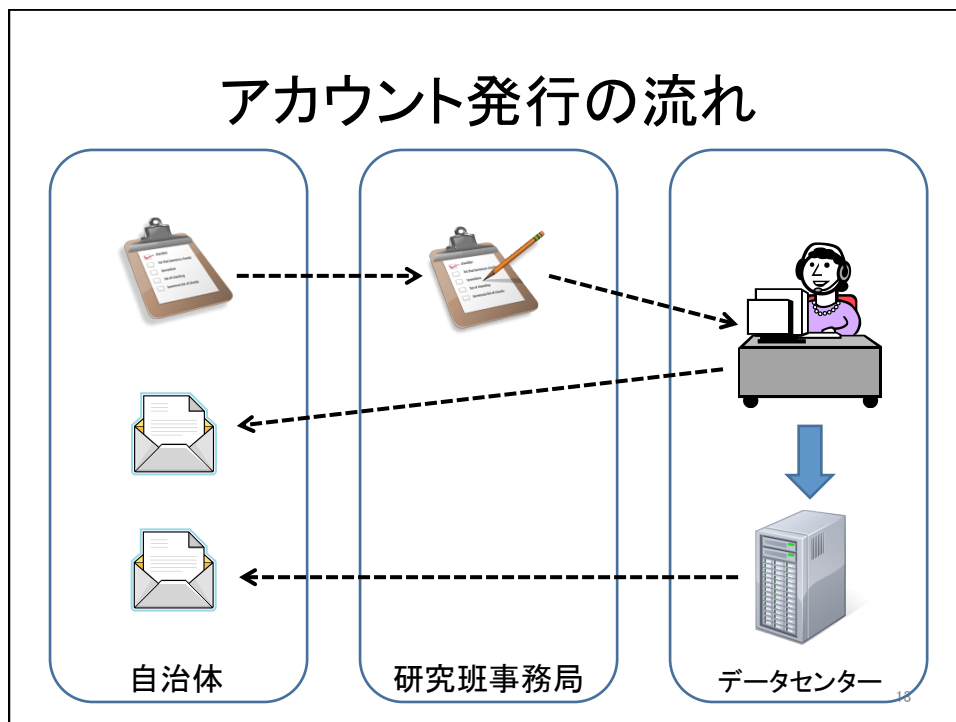 アカウント発行の流れ
自治体
研究班事務局
データセンター
13